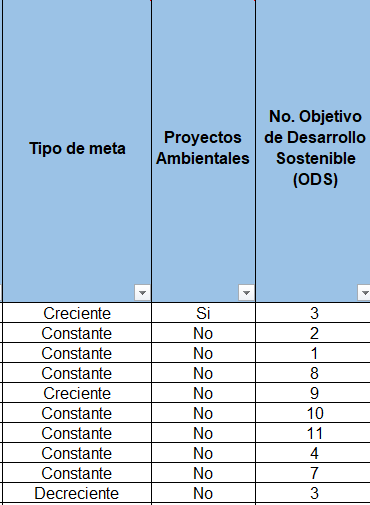 Tipo de meta
Proyectos
Ambientales
No. Objetivo
de Desarrollo
Sostenible
(ODS)
Creciente Si 3
Constante No 2
Constante No 1
Constante No 8
Creciente No 9
Constante No 10
Constante No 11
Constante No 4
Constante No 7
Decreciente No 3